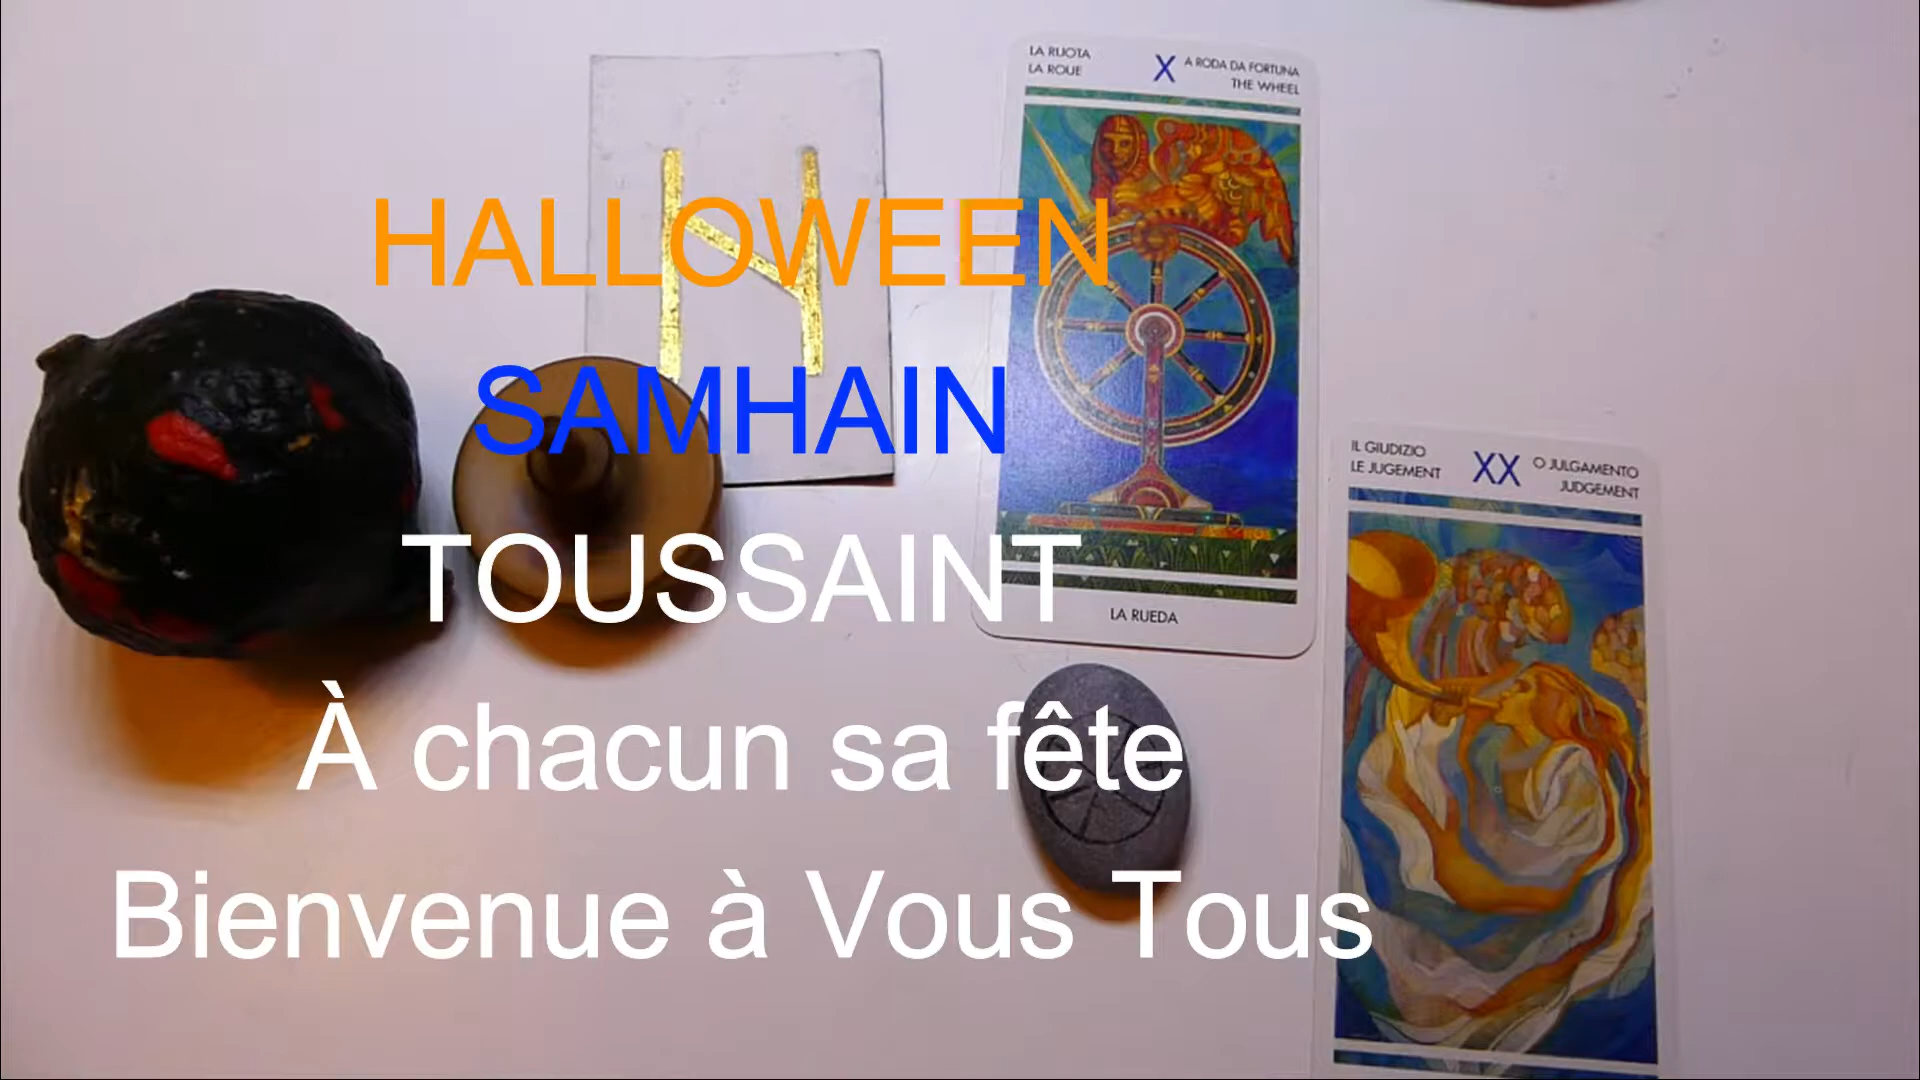 LA RUOTA
LA ROUE
X
A RODA DA FORTUNA
THE WHEEL
HALLOWEEN
SAMHAIN
TOUSSAINT
À chacun sa fête
Bienvenue à Vous Tous
LA RUEDA
IL GIUDIZIO
LE JUGEMENT
XX
O JULGAMENTO
JUDGEMENT